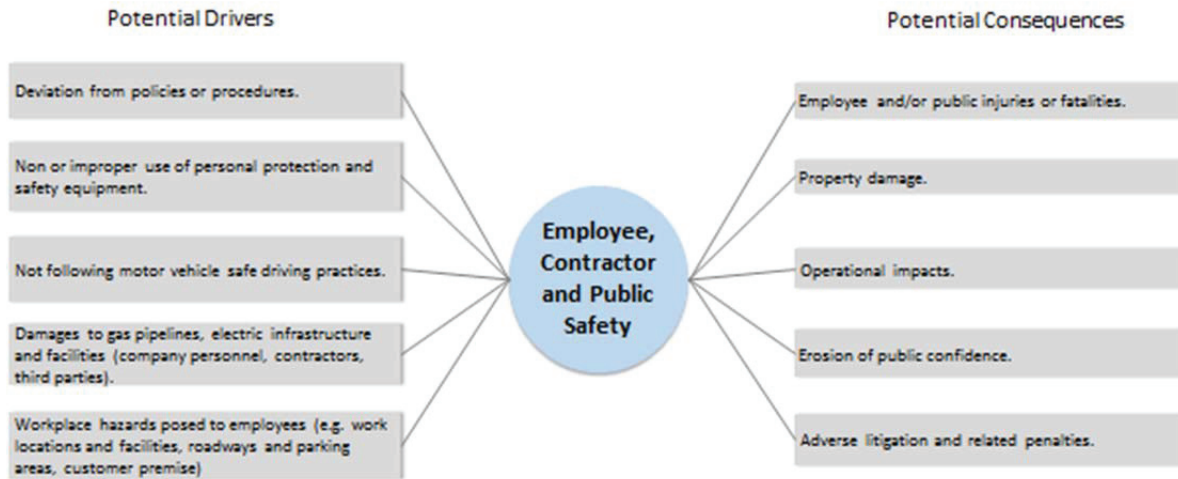 Potential Drivers
Deviation from policies or procedures.
Non or improper use of personal protection and
safety equipment.
Not following motor vehicle safe driving practices.
Damages to gas pipelines, electric infrastructure
and facilities (company personnel, contractors,
third parties).
Workplace hazards posed to employees (e.g. work
locations and facilities, roadways and parking
areas, customer premise)
Employee,
Contractor
and Public
Safety
Potential Consequences
Employee and/or public injuries or fatalities.
Property damage.
Operational impacts.
Erosion of public confidence.
Adverse litigation and related penalties.